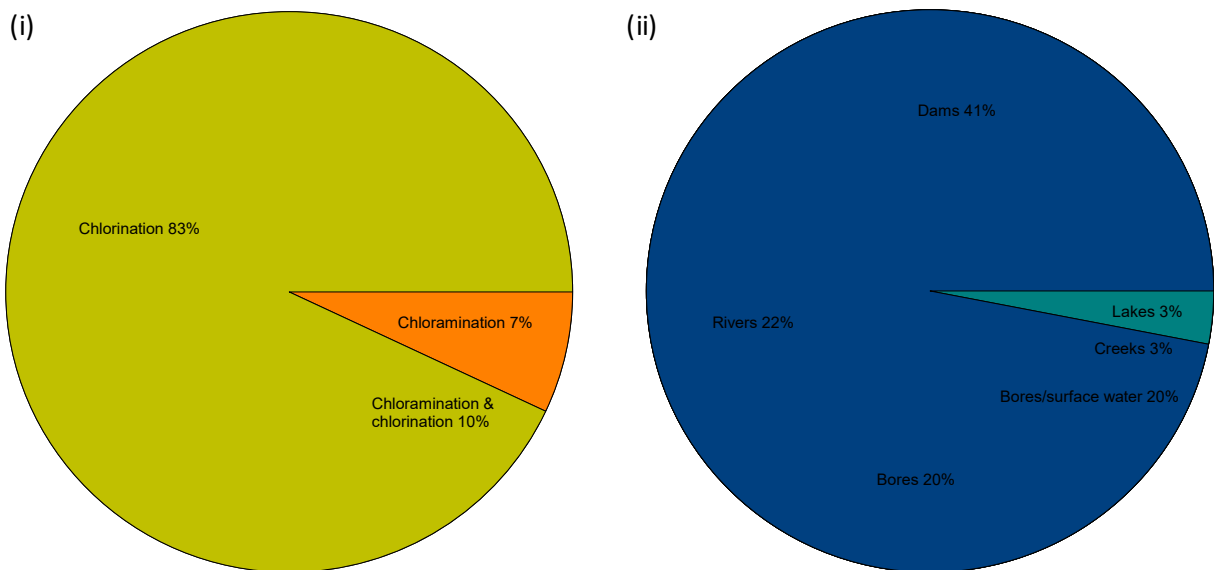 (i)
Chlorination 83%
Chloramination 7%
Chloramination &
chlorination 10%
(ii)
Dams 41%
Rivers 22%
Lakes 3%
Creeks 3%
Bores/surface water 20%
Bores 20%